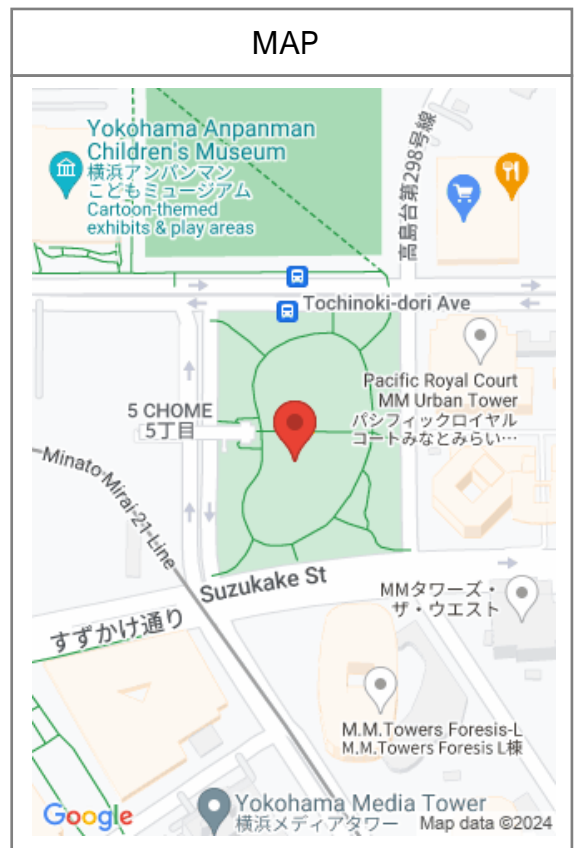 MAP
Yokohama Anpanman
Children's Museum
横浜アンパンマン
こどもミュージアム
Cartoon-themed
exhibits & play areas
高島台第298号線
Tochinoki-dori Ave
Pacific Royal Court
MM Urban Tower
パシフィックロイヤル
コートみなとみらい…
5 CHOME
5丁目
Minato Mirai 21 Line
Suzukake St
すずかけ通り
MMタワーズ・
ザ・ウエスト
M.M.Towers Foresis-L
M.M.Towers Foresis L棟
Yokohama Media Tower
横浜メディアタワー
Google
Map data ©2024